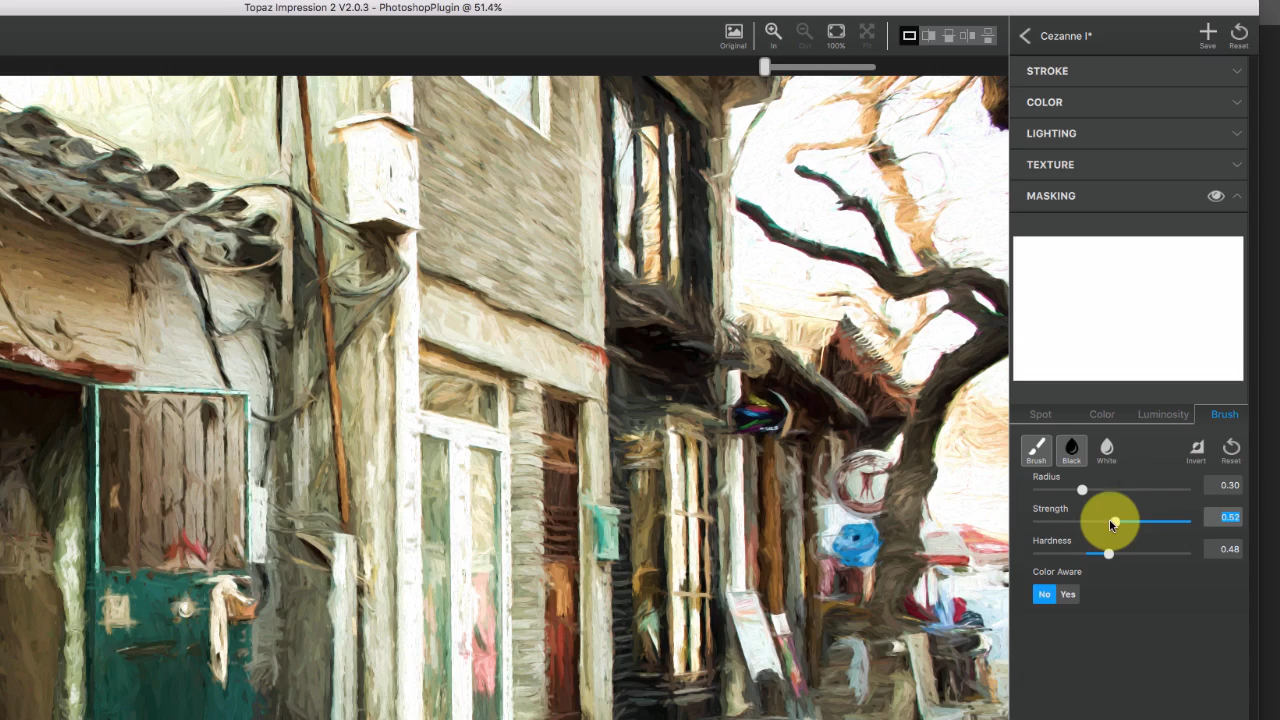 Topaz Impression 2 V2.0.3 - PhotoshopPlugin @ 51.4%
Original In Out 100% Fit
Cezanne I* Save Reset
STROKE
COLOR
LIGHTING
TEXTURE
MASKING
Spot Color Luminosity Brush
Brush Black White Invert Reset
Radius 0.30
Strength 0.52
Hardness 0.48
Color Aware
No Yes